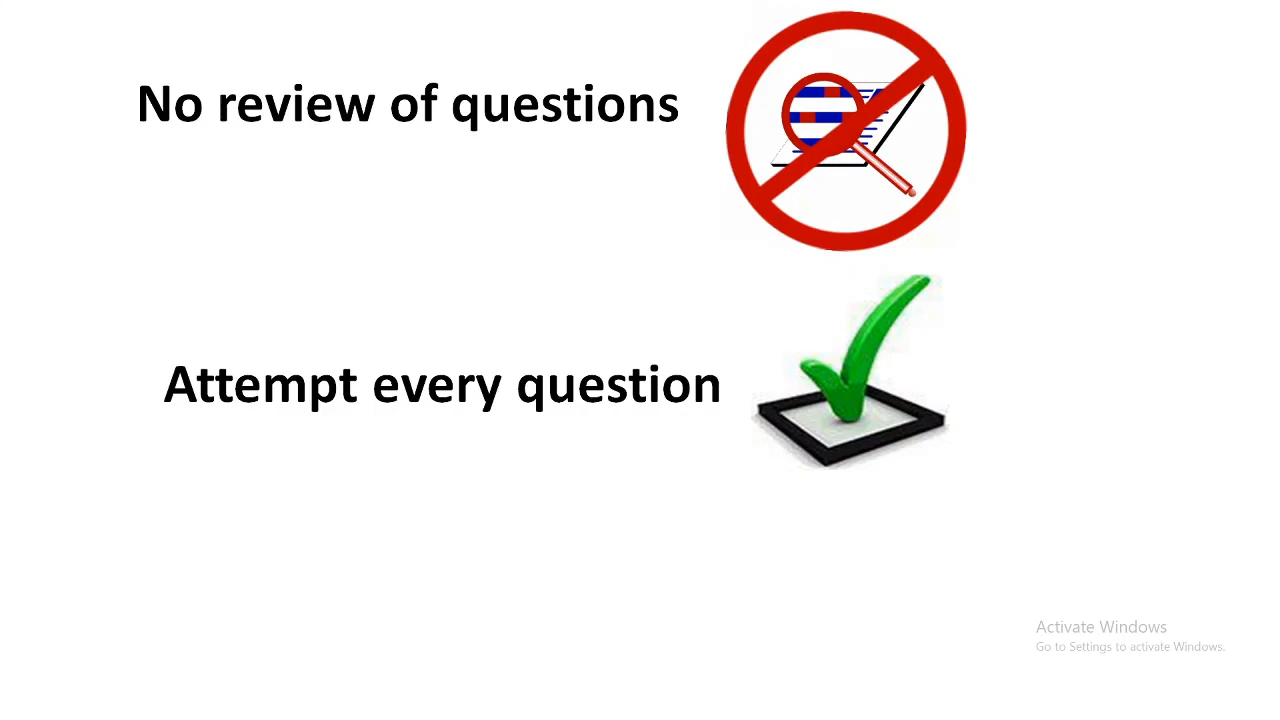 No review of questions
Attempt every question
Activate Windows
Go to Settings to activate Windows.